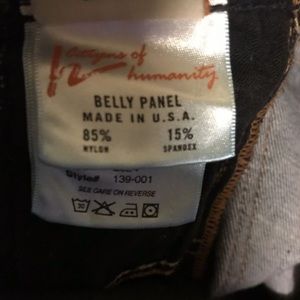 Citizens of
humanity
BELLY PANEL
MADE IN U.S.A.
85% 15%
NYLON SPANDEX
Style#
139-001
SEE CARE ON REVERSE